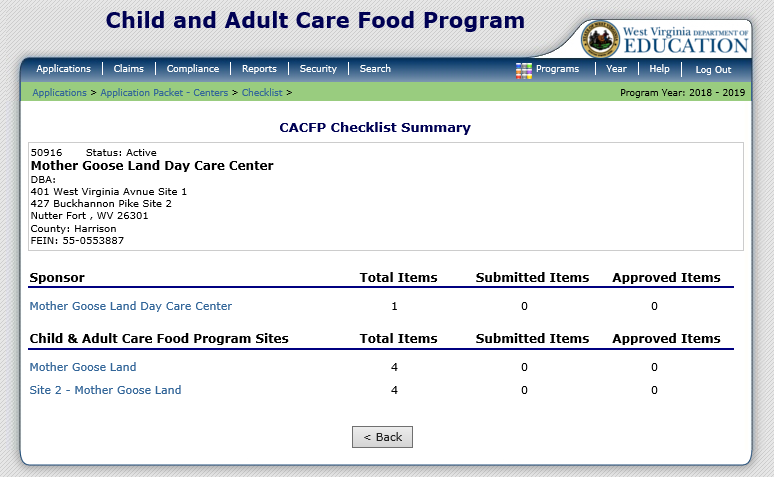 Child and Adult Care Food Program
West Virginia DEPARTMENT OF
EDUCATION
Applications Claims Compliance Reports Security Search Programs Year Help Log Out
Applications > Application Packet - Centers > Checklist > Program Year: 2018 - 2019
CACFP Checklist Summary
50916 Status: Active
Mother Goose Land Day Care Center
DBA:
401 West Virginia Avnue Site 1
427 Buckhannon Pike Site 2
Nutter Fort , WV 26301
County: Harrison
FEIN: 55-0553887
Sponsor Total Items Submitted Items Approved Items
Mother Goose Land Day Care Center 1 0 0
Child & Adult Care Food Program Sites Total Items Submitted Items Approved Items
Mother Goose Land 4 0 0
Site 2 - Mother Goose Land 4 0 0
< Back